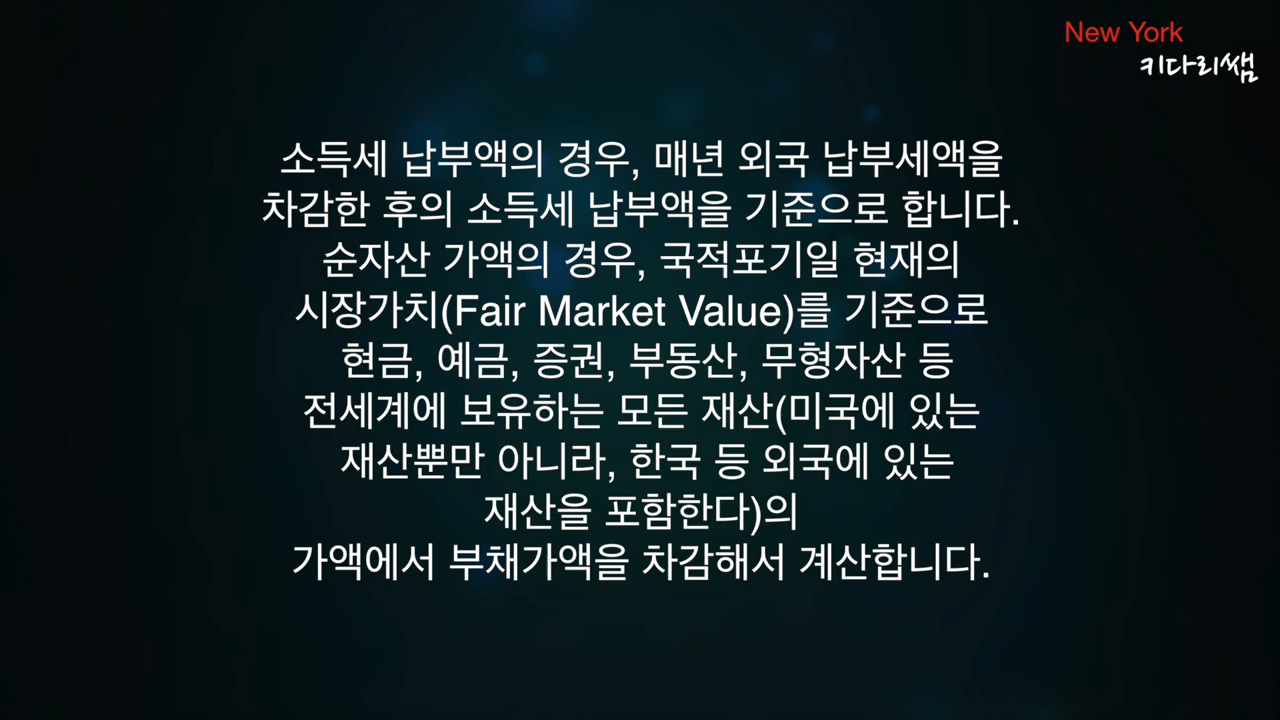 New York
키다리쌤
소득세 납부액의 경우, 매년 외국 납부세액을
차감한 후의 소득세 납부액을 기준으로 합니다.
순자산 가액의 경우, 국적포기일 현재의
시장가치(Fair Market Value)를 기준으로
현금, 예금, 증권, 부동산, 무형자산 등
전세계에 보유하는 모든 재산(미국에 있는
재산뿐만 아니라, 한국 등 외국에 있는
재산을 포함한다)의
가액에서 부채가액을 차감해서 계산합니다.